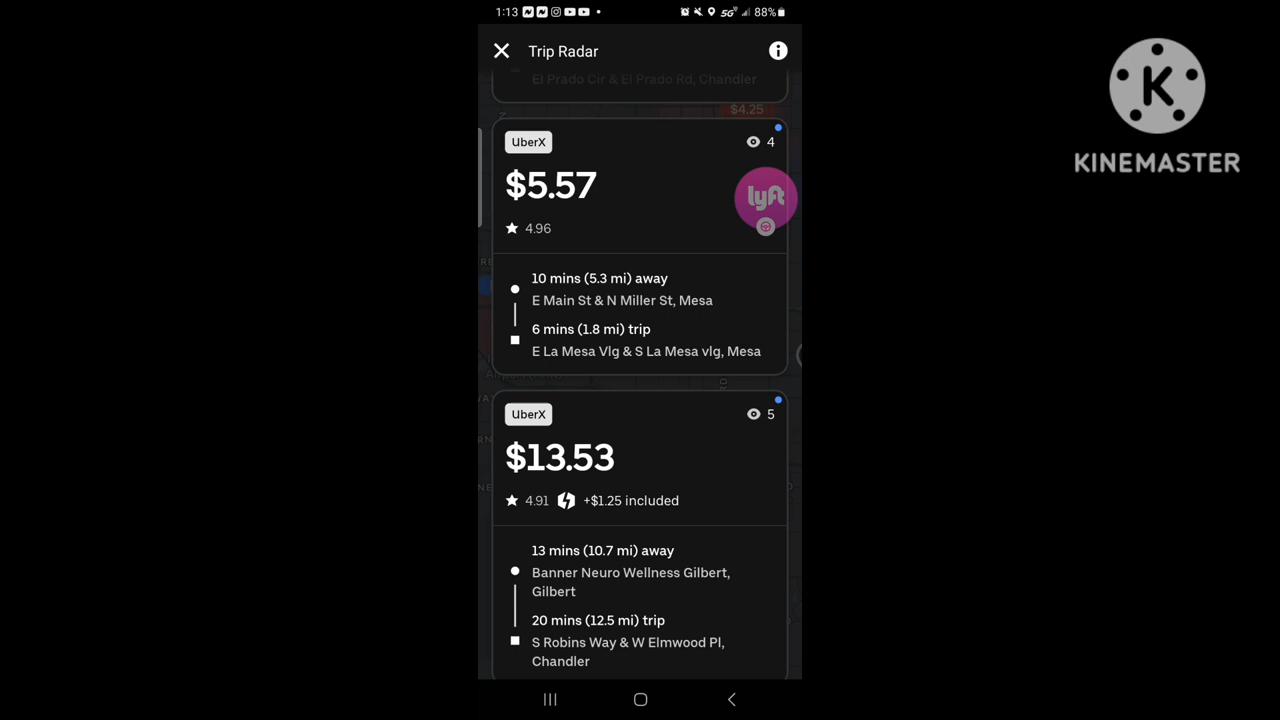 1:13
5G
88%
Trip Radar
El Prado Cir & El Prado Rd, Chandler
$4.25
UberX
4
$5.57
lyft
4.96
10 mins (5.3 mi) away
E Main St & N Miller St, Mesa
6 mins (1.8 mi) trip
E La Mesa Vlg & S La Mesa vlg, Mesa
UberX
5
$13.53
4.91
+$1.25 included
13 mins (10.7 mi) away
Banner Neuro Wellness Gilbert,
Gilbert
20 mins (12.5 mi) trip
S Robins Way & W Elmwood Pl,
Chandler
K
KINEMASTER